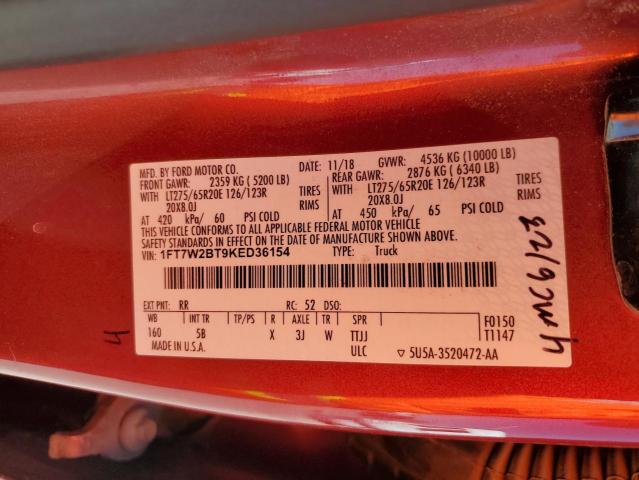 MFD. BY FORD MOTOR CO.
DATE: 11/18 GVWR: 4536 KG (10000 LB)
FRONT GAWR: 2359 KG (5200 LB)
REAR GAWR: 2876 KG (6340 LB)
LT275/65R20E 126/123R TIRES
LT275/65R20E 126/123R TIRES
20X8.0J RIMS
20X8.0J RIMS
AT 420 kPa/ 60 PSI COLD
AT 450 kPa/ 65 PSI COLD
THIS VEHICLE CONFORMS TO ALL APPLICABLE FEDERAL MOTOR VEHICLE
SAFETY STANDARDS IN EFFECT ON THE DATE OF MANUFACTURE SHOWN ABOVE.
VIN: 1FT7W2BT9KED36154 TYPE: Truck
EXT PNT: RR RC: 52 DSO:
WB INT TR TP/PS R AXLE TR SPR F0150
160 5B X 3J W TTJJ T1147
MADE IN U.S.A. ULC ▽ 5U5A-3520472-AA
4